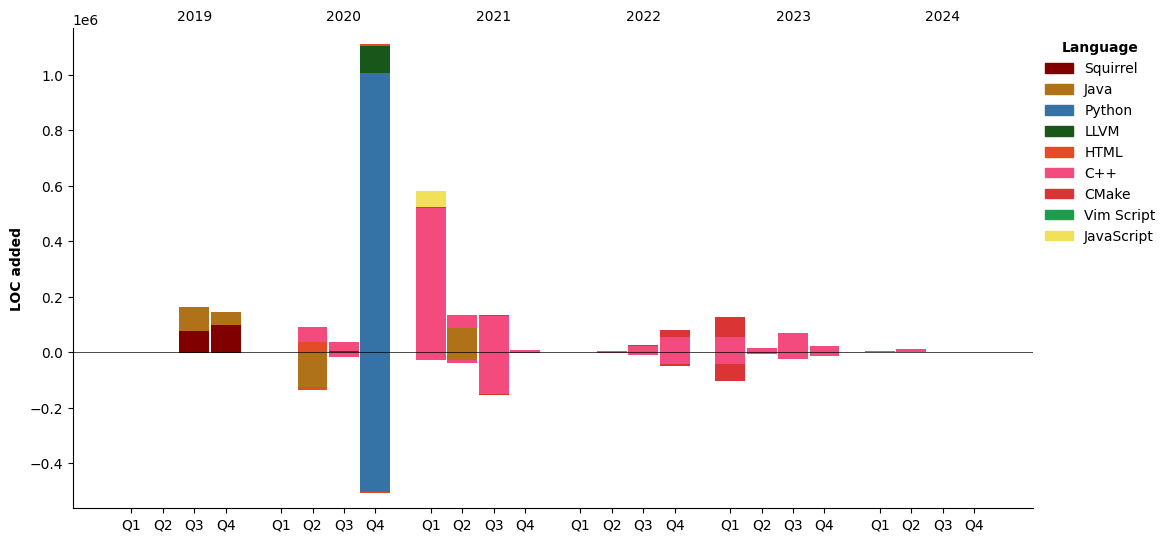 1e6
2019 2020 2021 2022 2023 2024
LOC added
1.0
0.8
0.6
0.4
0.2
0.0
−0.2
−0.4
Q1 Q2 Q3 Q4 Q1 Q2 Q3 Q4 Q1 Q2 Q3 Q4 Q1 Q2 Q3 Q4 Q1 Q2 Q3 Q4 Q1 Q2 Q3 Q4
Language
Squirrel
Java
Python
LLVM
HTML
C++
CMake
Vim Script
JavaScript